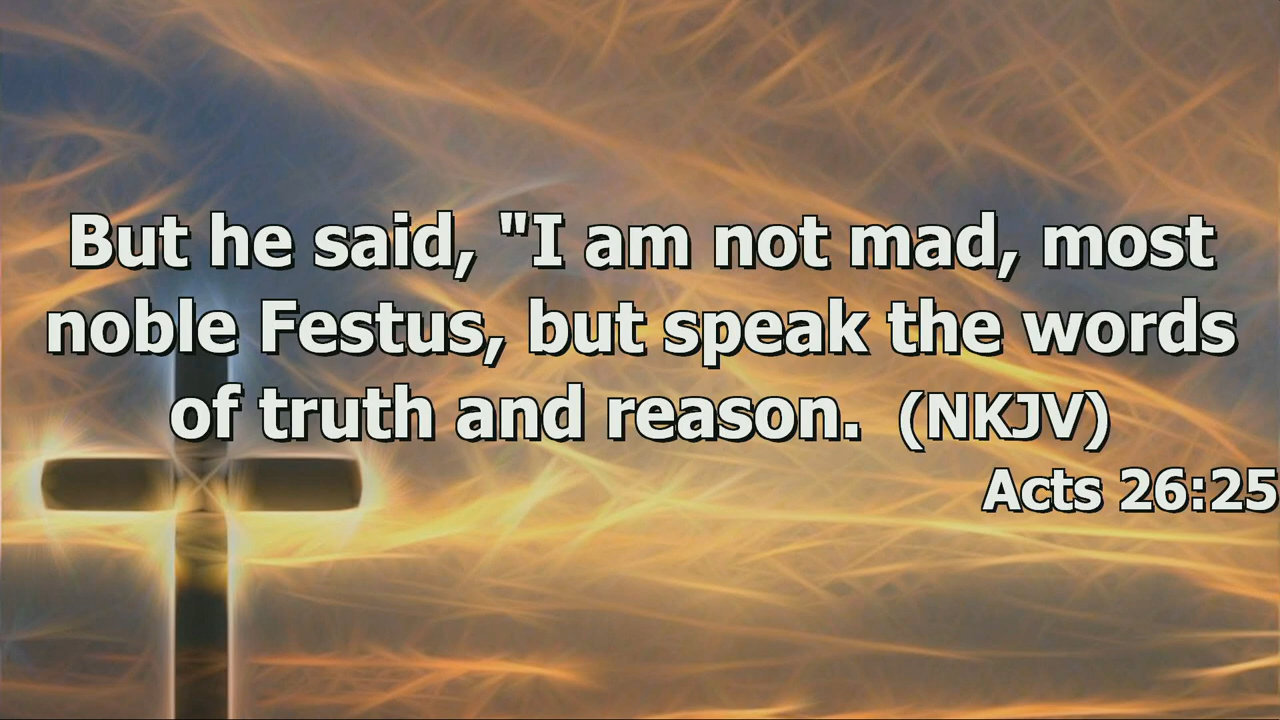 But he said, "I am not mad, most
noble Festus, but speak the words
of truth and reason. (NKJV)
Acts 26:25